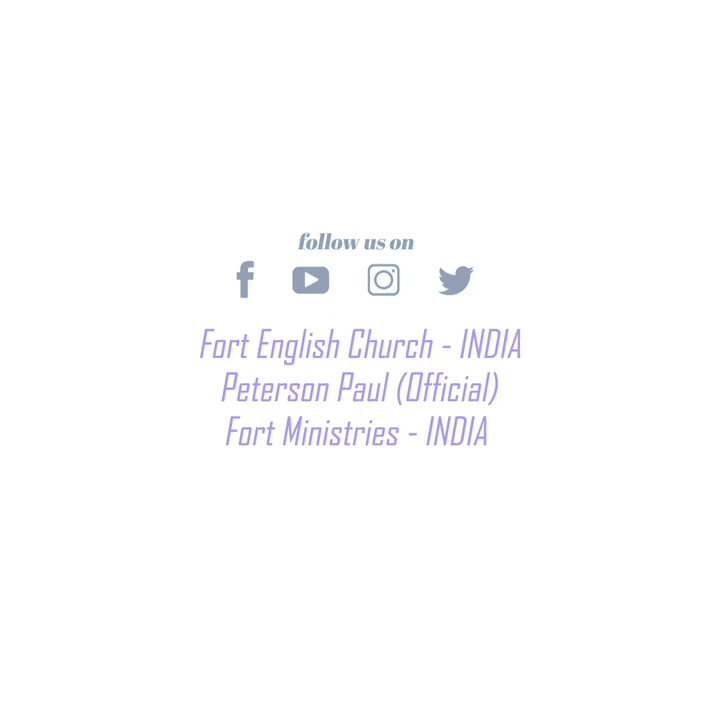 follow us on
Fort English Church - INDIA
Peterson Paul (Official)
Fort Ministries - INDIA